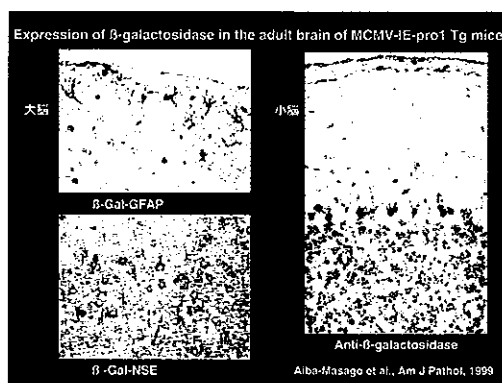 Expression of ß-galactosidase in the adult brain of MCMV-IE-pro1 Tg mice
大脳
小脳
ß-Gal-GFAP
ß-Gal-NSE
Anti-ß-galactosidase
Aiba-Masago et al., Am J Pathol, 1999